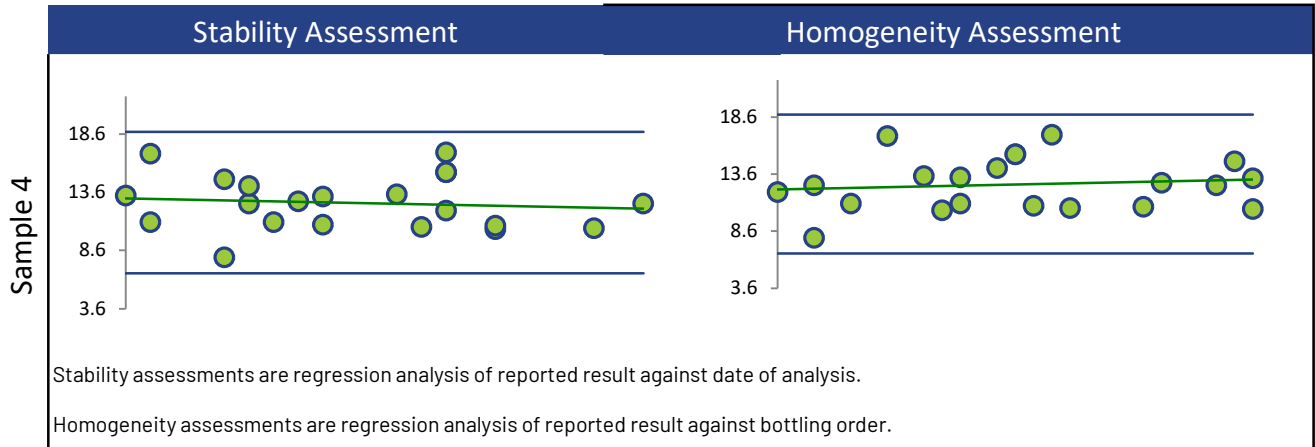 Stability Assessment
Homogeneity Assessment
Sample 4
18.6
13.6
8.6
3.6
18.6
13.6
8.6
3.6
Stability assessments are regression analysis of reported result against date of analysis.
Homogeneity assessments are regression analysis of reported result against bottling order.